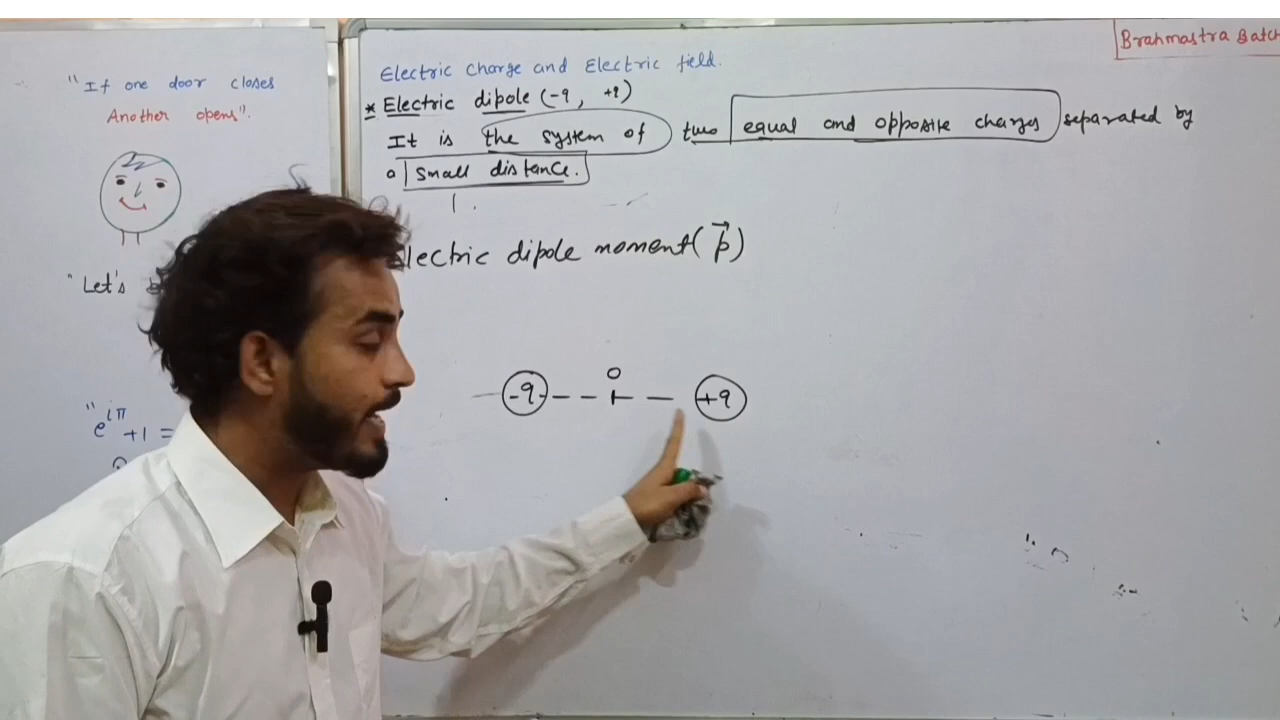 "If one door closes
Another opens".
"Let's
"e^iπ +1 =
Brahmastra Batch
Electric Charge and Electric field.
* Electric dipole (-q, +q)
It is the system of two equal and opposite charges separated by
a small distance.
Electric dipole moment (p⃗)
O
-q +q